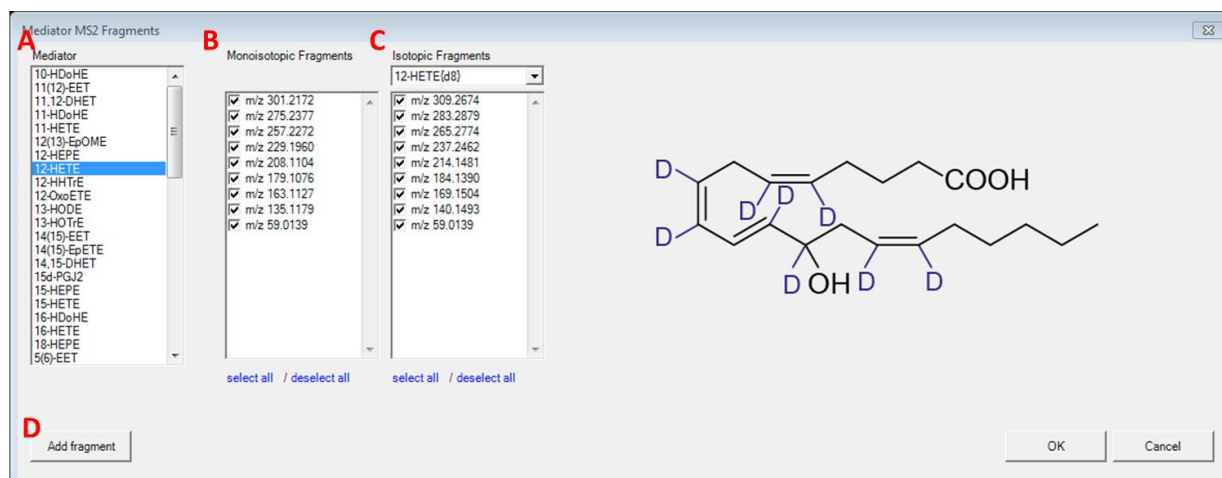 Mediator MS2 Fragments
A
B
C
Mediator
Monoisotopic Fragments
Isotopic Fragments
10-HDoHE
11(12)-EET
11,12-DHET
11-HDoHE
11-HETE
12(13)-EpOME
12-HEPE
12-HETE
12-HHTrE
12-OxoETE
13-HODE
13-HOTrE
14(15)-EET
14(15)-EpETE
14,15-DHET
15d-PGJ2
15-HEPE
15-HETE
16-HDoHE
16-HETE
18-HEPE
5(6)-EET
m/z 301.2172
m/z 275.2377
m/z 257.2272
m/z 229.1960
m/z 208.1104
m/z 179.1076
m/z 163.1127
m/z 135.1179
m/z 59.0139
select all / deselect all
12-HETE{d8}
m/z 309.2674
m/z 283.2879
m/z 265.2774
m/z 237.2462
m/z 214.1481
m/z 184.1390
m/z 169.1504
m/z 140.1493
m/z 59.0139
select all / deselect all
D
COOH
D
D
D
D
D
OH
D
D
D
Add fragment
OK
Cancel